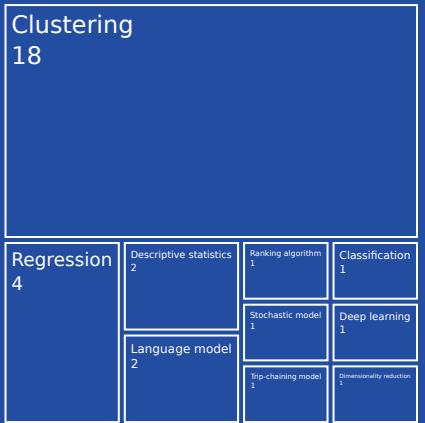 Clustering
18
Regression
4
Descriptive statistics
2
Language model
2
Ranking algorithm
1
Classification
1
Stochastic model
1
Deep learning
1
Trip-chaining model
1
Dimensionality reduction
1